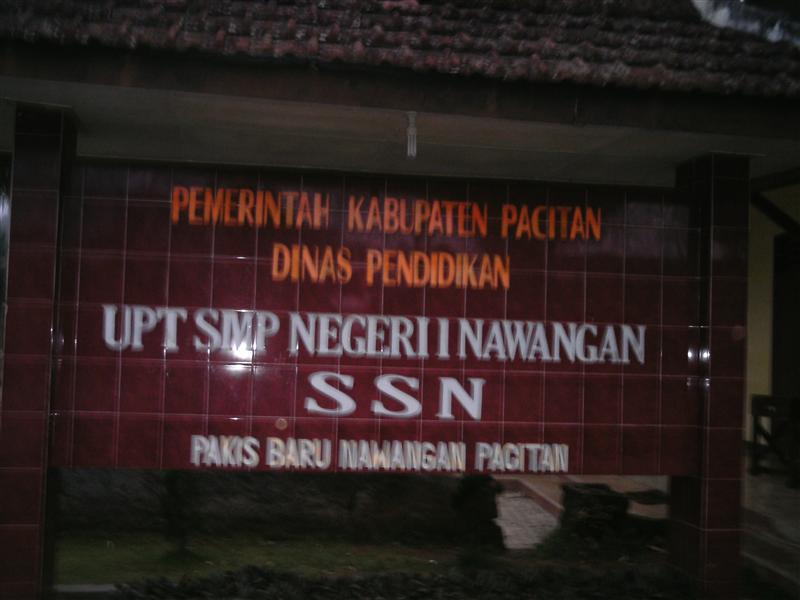 PEMERINTAH KABUPATEN PACITAN
DINAS PENDIDIKAN
UPT SMP NEGERI I NAWANGAN
SSN
PAKIS BARU NAWANGAN PACITAN